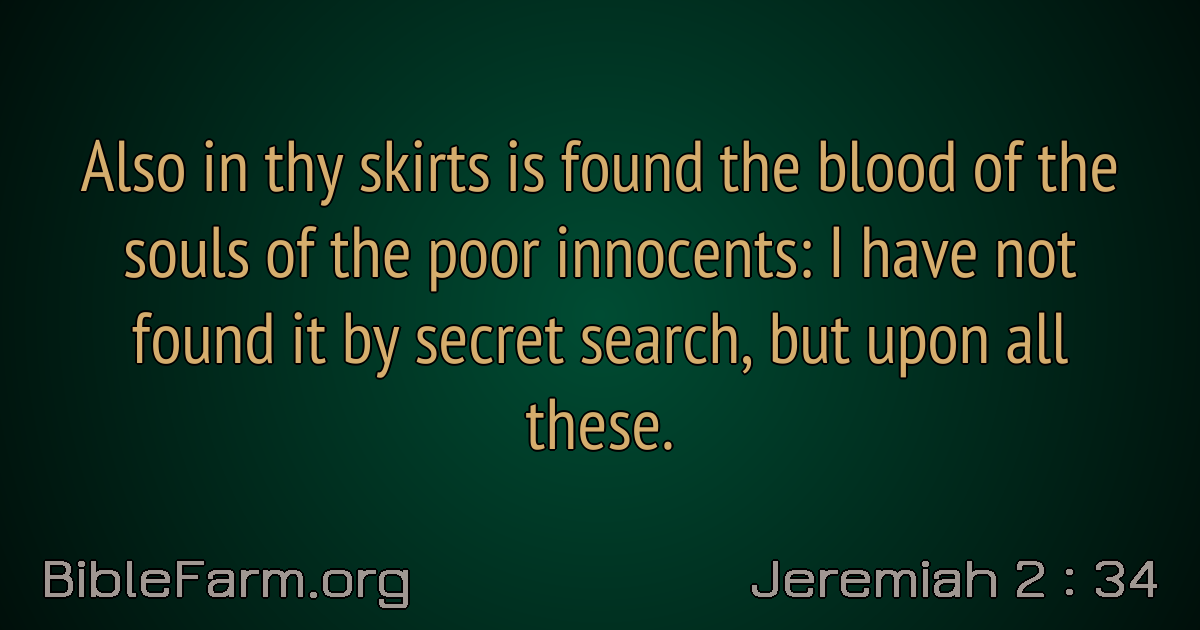 Also in thy skirts is found the blood of the
souls of the poor innocents: I have not
found it by secret search, but upon all
these.
BibleFarm.org
Jeremiah 2 : 34